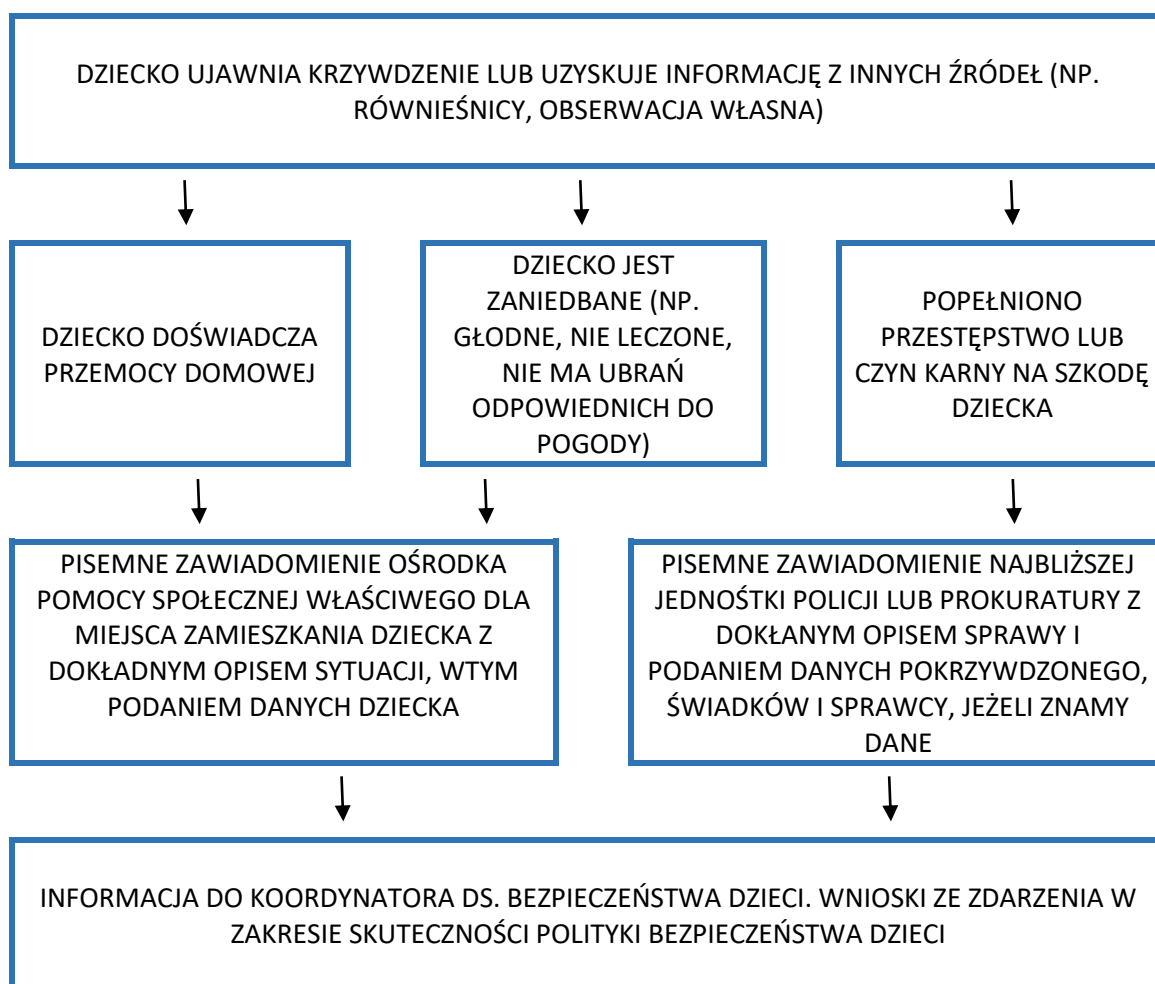 DZIECKO UJAWNIA KRZYWDZENIE LUB UZYSKUJE INFORMACJĘ Z INNYCH ŹRÓDEŁ (NP.
RÓWNIEŚNICY, OBSERWACJA WŁASNA)
DZIECKO DOŚWIADCZA
PRZEMOCY DOMOWEJ
DZIECKO JEST
ZANIEDBANE (NP.
GŁODNE, NIE LECZONE,
NIE MA UBRAŃ
ODPOWIEDNICH DO
POGODY)
POPEŁNIONO
PRZESTĘPSTWO LUB
CZYN KARNY NA SZKODĘ
DZIECKA
PISEMNE ZAWIADOMIENIE OŚRODKA
POMOCY SPOŁECZNEJ WŁAŚCIWEGO DLA
MIEJSCA ZAMIESZKANIA DZIECKA Z
DOKŁADNYM OPISEM SYTUACJI, WTYM
PODANIEM DANYCH DZIECKA
PISEMNE ZAWIADOMIENIE NAJBLIŻSZEJ
JEDNOŚTKI POLICJI LUB PROKURATURY Z
DOKŁANYM OPISEM SPRAWY I
PODANIEM DANYCH POKRZYWDZONEGO,
ŚWIADKÓW I SPRAWCY, JEŻELI ZNAMY
DANE
INFORMACJA DO KOORDYNATORA DS. BEZPIECZEŃSTWA DZIECI. WNIOSKI ZE ZDARZENIA W
ZAKRESIE SKUTECZNOŚCI POLITYKI BEZPIECZEŃSTWA DZIECI